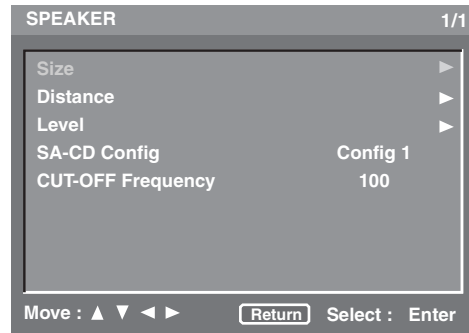 SPEAKER 1/1
Size ▶
Distance ▶
Level ▶
SA-CD Config Config 1
CUT-OFF Frequency 100
Move : ▲ ▼ ◀ ▶ Return Select : Enter